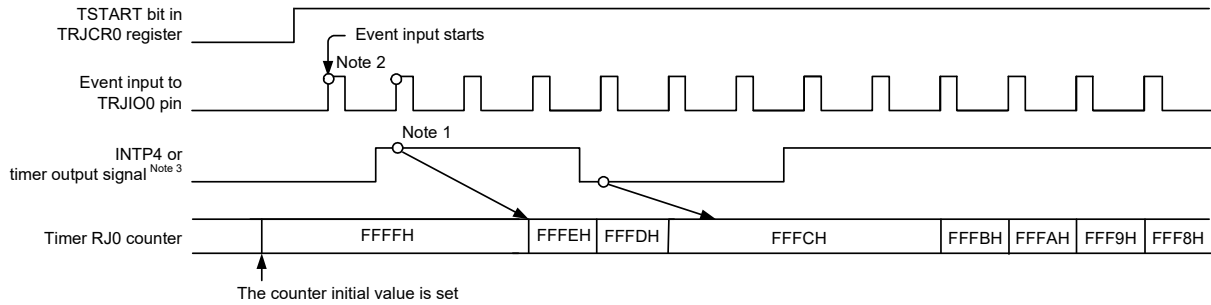 TSTART bit in
TRJCR0 register
Event input starts
Note 2
Event input to
TRJIO0 pin
Note 1
INTP4 or
timer output signal Note 3
Timer RJ0 counter
FFFFH
FFFEH
FFFDH
FFFCH
FFFBH
FFFAH
FFF9H
FFF8H
The counter initial value is set